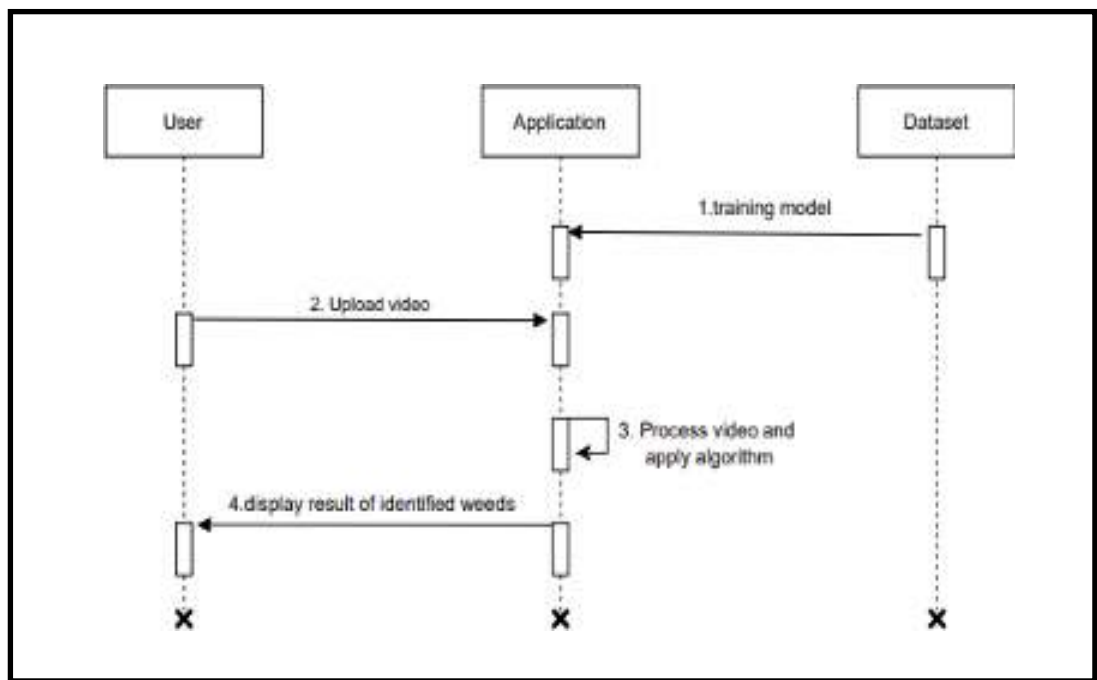 User
Application
Dataset
1.training model
2. Upload video
3. Process video and
apply algorithm
4.display result of identified weeds